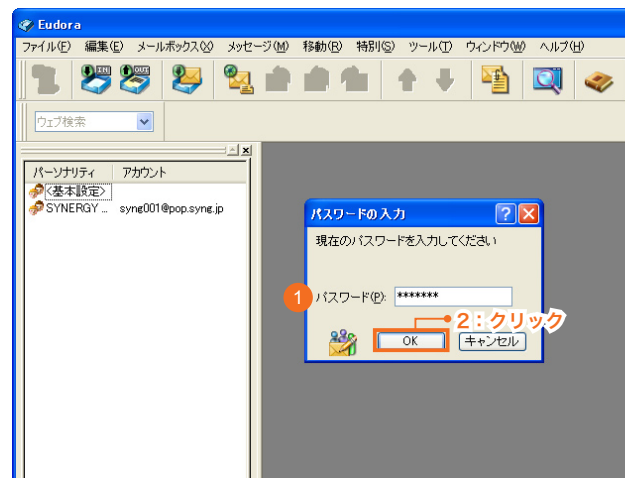 Eudora
ファイル(F) 編集(E) メールボックス(X) メッセージ(M) 移動(R) 特別(S) ツール(T) ウィンドウ(W) ヘルプ(H)
IN OUT
ウェブ検索
パーソナリティ アカウント
<基本設定>
SYNERGY ... syng001@pop.syng.jp
パスワードの入力
現在のパスワードを入力してください
1 パスワード(P): *******
2：クリック
OK キャンセル